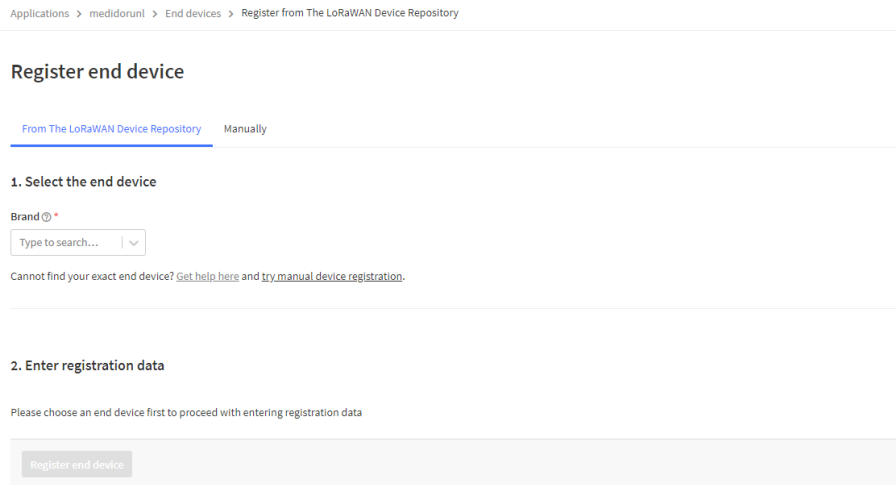 Applications > medidorunl > End devices > Register from The LoRaWAN Device Repository
Register end device
From The LoRaWAN Device Repository Manually
1. Select the end device
Brand *
Type to search...
Cannot find your exact end device? Get help here and try manual device registration.
2. Enter registration data
Please choose an end device first to proceed with entering registration data
Register end device